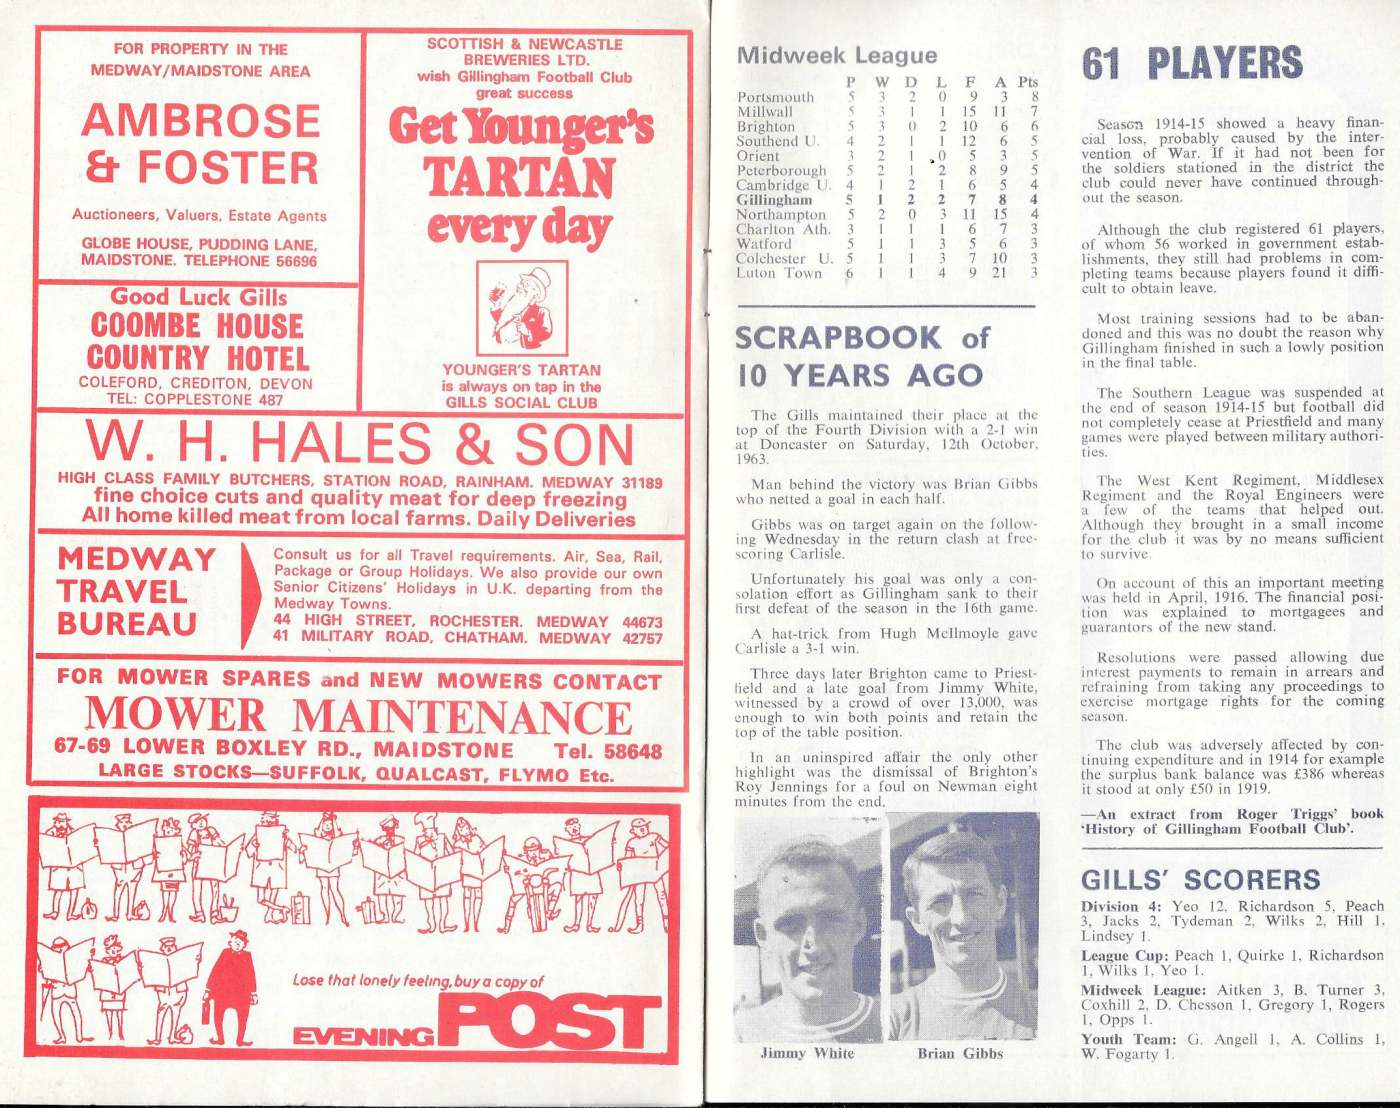 FOR PROPERTY IN THE
MEDWAY/MAIDSTONE AREA
AMBROSE
& FOSTER
Auctioneers, Valuers, Estate Agents
GLOBE HOUSE, PUDDING LANE,
MAIDSTONE. TELEPHONE 56696
Good Luck Gills
COOMBE HOUSE
COUNTRY HOTEL
COLEFORD, CREDITON, DEVON
TEL: COPPLESTONE 487
SCOTTISH & NEWCASTLE
BREWERIES LTD.
wish Gillingham Football Club
great success
Get Younger's
TARTAN
every day
YOUNGER'S TARTAN
is always on tap in the
GILLS SOCIAL CLUB
W. H. HALES & SON
HIGH CLASS FAMILY BUTCHERS, STATION ROAD, RAINHAM. MEDWAY 31189
fine choice cuts and quality meat for deep freezing
All home killed meat from local farms. Daily Deliveries
MEDWAY
TRAVEL
BUREAU
Consult us for all Travel requirements. Air, Sea, Rail,
Package or Group Holidays. We also provide our own
Senior Citizens' Holidays in U.K. departing from the
Medway Towns.
44 HIGH STREET, ROCHESTER. MEDWAY 44673
41 MILITARY ROAD, CHATHAM. MEDWAY 42757
FOR MOWER SPARES and NEW MOWERS CONTACT
MOWER MAINTENANCE
67-69 LOWER BOXLEY RD., MAIDSTONE Tel. 58648
LARGE STOCKS—SUFFOLK, QUALCAST, FLYMO Etc.
Lose that lonely feeling, buy a copy of
EVENING POST
Midweek League
P W D L F A Pts
Portsmouth 5 3 2 0 9 3 8
Millwall 5 3 1 1 15 11 7
Brighton 5 3 0 2 10 6 6
Southend U. 4 2 1 1 12 6 5
Orient 3 2 1 0 5 3 5
Peterborough 5 2 1 2 8 9 5
Cambridge U. 4 1 2 1 6 5 4
Gillingham 5 1 2 2 7 8 4
Northampton 5 2 0 3 11 15 4
Charlton Ath. 3 1 1 1 6 7 3
Watford 5 1 1 3 5 6 3
Colchester U. 5 1 1 3 7 10 3
Luton Town 6 1 1 4 9 21 3
SCRAPBOOK of
10 YEARS AGO
The Gills maintained their place at the
top of the Fourth Division with a 2-1 win
at Doncaster on Saturday, 12th October,
1963.
Man behind the victory was Brian Gibbs
who netted a goal in each half.
Gibbs was on target again on the follow-
ing Wednesday in the return clash at free-
scoring Carlisle.
Unfortunately his goal was only a con-
solation effort as Gillingham sank to their
first defeat of the season in the 16th game.
A hat-trick from Hugh McIlmoyle gave
Carlisle a 3-1 win.
Three days later Brighton came to Priest-
field and a late goal from Jimmy White,
witnessed by a crowd of over 13,000, was
enough to win both points and retain the
top of the table position.
In an uninspired affair the only other
highlight was the dismissal of Brighton's
Roy Jennings for a foul on Newman eight
minutes from the end.
Jimmy White
Brian Gibbs
61 PLAYERS
Season 1914-15 showed a heavy finan-
cial loss, probably caused by the inter-
vention of War. If it had not been for
the soldiers stationed in the district the
club could never have continued through-
out the season.
Although the club registered 61 players,
of whom 56 worked in government estab-
lishments, they still had problems in com-
pleting teams because players found it diffi-
cult to obtain leave.
Most training sessions had to be aban-
doned and this was no doubt the reason why
Gillingham finished in such a lowly position
in the final table.
The Southern League was suspended at
the end of season 1914-15 but football did
not completely cease at Priestfield and many
games were played between military authori-
ties.
The West Kent Regiment, Middlesex
Regiment and the Royal Engineers were
a few of the teams that helped out.
Although they brought in a small income
for the club it was by no means sufficient
to survive.
On account of this an important meeting
was held in April, 1916. The financial posi-
tion was explained to mortgagees and
guarantors of the new stand.
Resolutions were passed allowing due
interest payments to remain in arrears and
refraining from taking any proceedings to
exercise mortgage rights for the coming
season.
The club was adversely affected by con-
tinuing expenditure and in 1914 for example
the surplus bank balance was £386 whereas
it stood at only £50 in 1919.
—An extract from Roger Triggs' book
'History of Gillingham Football Club'.
GILLS' SCORERS
Division 4: Yeo 12, Richardson 5, Peach
3, Jacks 2, Tydeman 2, Wilks 2, Hill 1,
Lindsey 1.
League Cup: Peach 1, Quirke 1, Richardson
1, Wilks 1, Yeo 1.
Midweek League: Aitken 3, B. Turner 3,
Coxhill 2, D. Chesson 1, Gregory 1, Rogers
1, Opps 1.
Youth Team: G. Angell 1, A. Collins 1,
W. Fogarty 1.